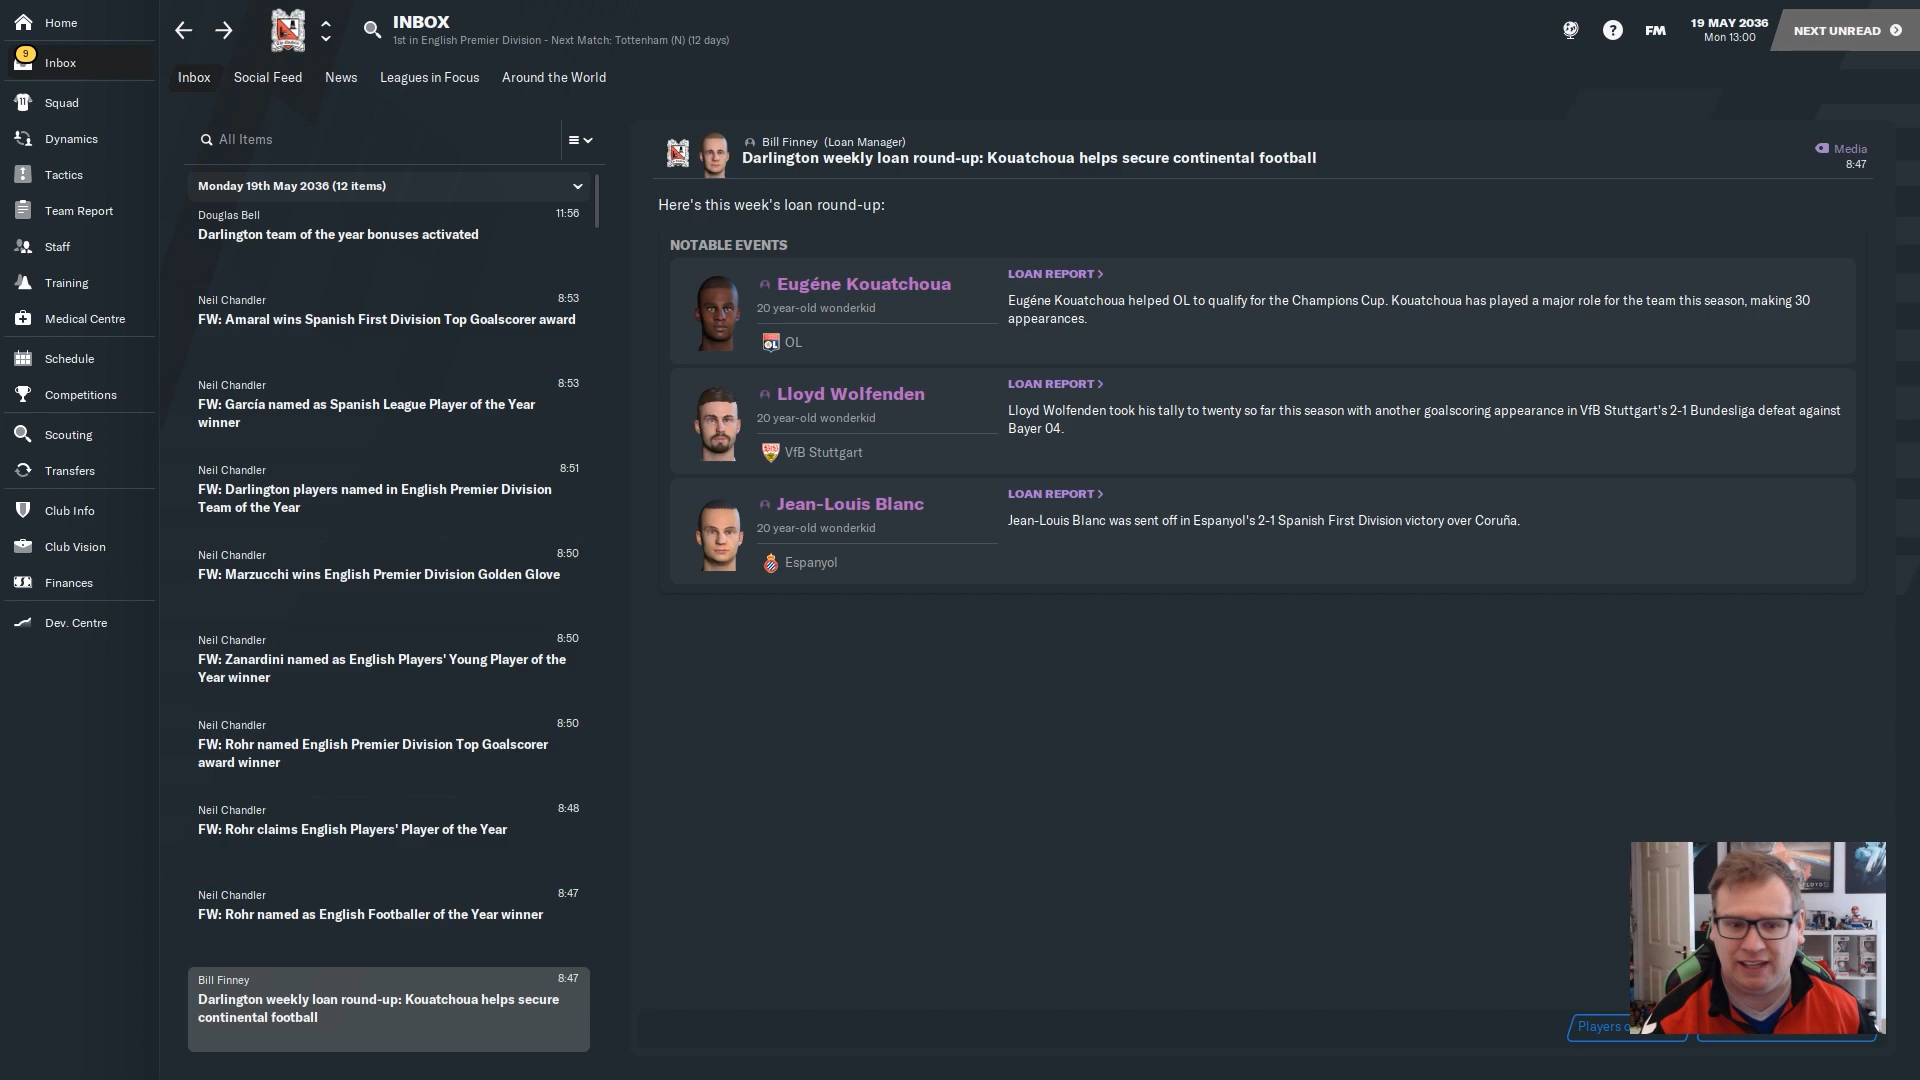 Home
9
Inbox
Squad
Dynamics
Tactics
Team Report
Staff
Training
Medical Centre
Schedule
Competitions
Scouting
Transfers
Club Info
Club Vision
Finances
Dev. Centre
INBOX
1st in English Premier Division - Next Match: Tottenham (N) (12 days)
FM
19 MAY 2036
Mon 13:00
NEXT UNREAD
Inbox
Social Feed
News
Leagues in Focus
Around the World
All Items
Monday 19th May 2036 (12 items)
Douglas Bell 11:56
Darlington team of the year bonuses activated
Neil Chandler 8:53
FW: Amaral wins Spanish First Division Top Goalscorer award
Neil Chandler 8:53
FW: García named as Spanish League Player of the Year
winner
Neil Chandler 8:51
FW: Darlington players named in English Premier Division
Team of the Year
Neil Chandler 8:50
FW: Marzucchi wins English Premier Division Golden Glove
Neil Chandler 8:50
FW: Zanardini named as English Players' Young Player of the
Year winner
Neil Chandler 8:50
FW: Rohr named English Premier Division Top Goalscorer
award winner
Neil Chandler 8:48
FW: Rohr claims English Players' Player of the Year
Neil Chandler 8:47
FW: Rohr named as English Footballer of the Year winner
Bill Finney 8:47
Darlington weekly loan round-up: Kouatchoua helps secure
continental football
Bill Finney (Loan Manager)
Darlington weekly loan round-up: Kouatchoua helps secure continental football
Media
8:47
Here's this week's loan round-up:
NOTABLE EVENTS
Eugéne Kouatchoua
20 year-old wonderkid
OL
LOAN REPORT >
Eugéne Kouatchoua helped OL to qualify for the Champions Cup. Kouatchoua has played a major role for the team this season, making 30
appearances.
Lloyd Wolfenden
20 year-old wonderkid
VfB Stuttgart
LOAN REPORT >
Lloyd Wolfenden took his tally to twenty so far this season with another goalscoring appearance in VfB Stuttgart's 2-1 Bundesliga defeat against
Bayer 04.
Jean-Louis Blanc
20 year-old wonderkid
Espanyol
LOAN REPORT >
Jean-Louis Blanc was sent off in Espanyol's 2-1 Spanish First Division victory over Coruña.
Players